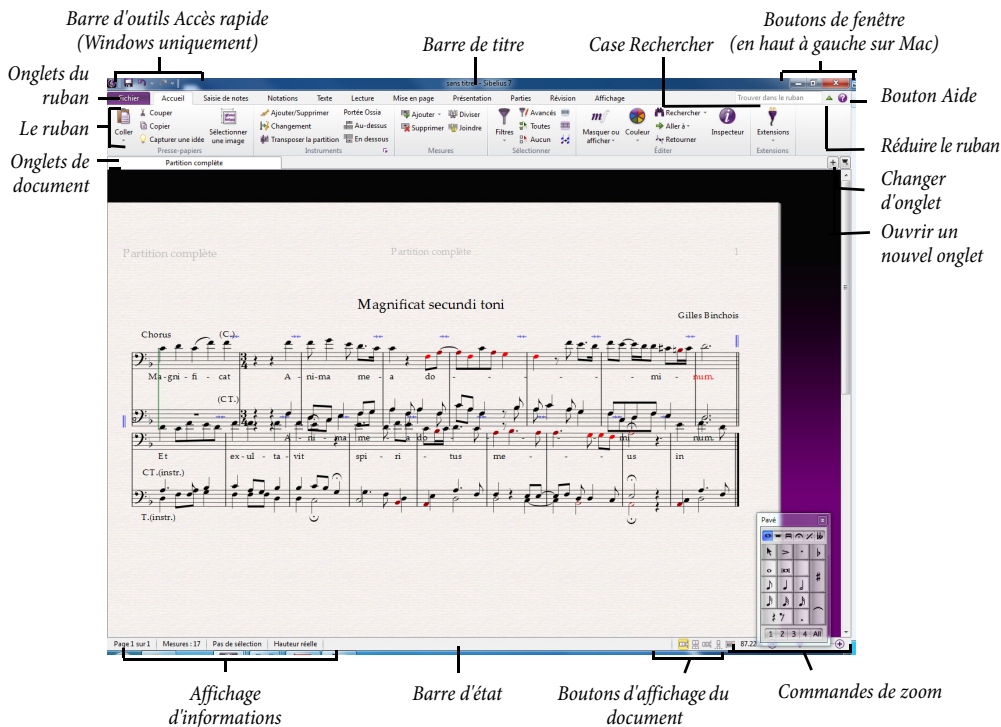 Barre d'outils Accès rapide
(Windows uniquement)
Barre de titre
Case Rechercher
Boutons de fenêtre
(en haut à gauche sur Mac)
Onglets du
ruban
Le ruban
Onglets de
document
Bouton Aide
Réduire le ruban
Changer
d'onglet
Ouvrir un
nouvel onglet
sans titre - Sibelius 7
Fichier Accueil Saisie de notes Notations Texte Lecture Mise en page Présentation Parties Révision Affichage Trouver dans le ruban
Coller
Couper
Copier
Capturer une idée
Sélectionner
une image
Presse-papiers
Ajouter/Supprimer
Changement
Transposer la partition
Portée Ossia
Au-dessus
En dessous
Instruments
Ajouter
Diviser
Supprimer
Joindre
Mesures
Filtres
Avancés
Toutes
Aucun
Sélectionner
Masquer ou
afficher
Couleur
Rechercher
Aller à
Retourner
Inspecteur
Éditer
Extensions
Extensions
Partition complète
Partition complète Partition complète 1
Magnificat secundi toni
Gilles Binchois
Chorus (C.)
Ma - gni - fi - cat A - ni-ma me - a do - - - - - mi - num.
(CT.)
A - ni - ma me - a do - - - - - mi - num.
Et ex - ul - ta - vit spi - ri - tus me - - - us in
CT.(instr.)
T.(instr.)
Pavé
1 2 3 4 All
Page 1 sur 1 Mesures : 17 Pas de sélection Hauteur réelle 87.22
Affichage
d'informations
Barre d'état
Boutons d'affichage du
document
Commandes de zoom